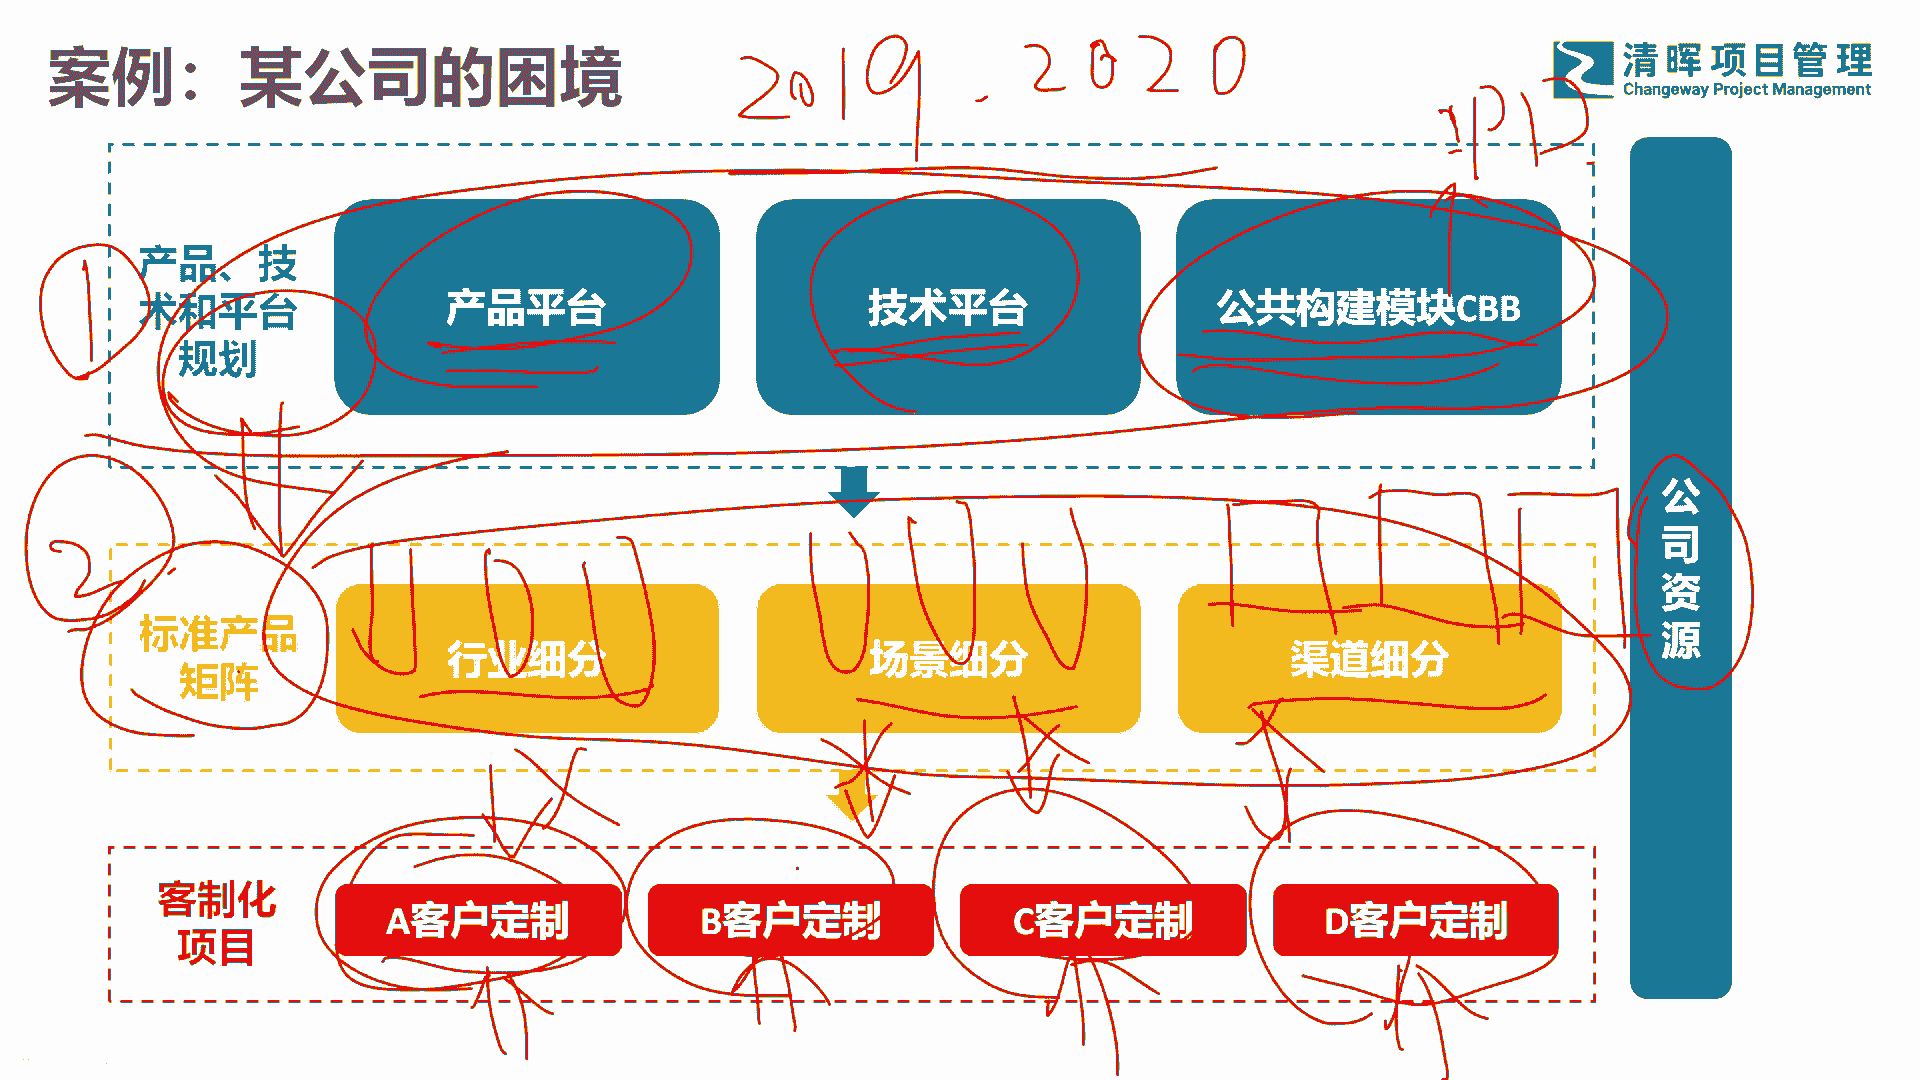 案例：某公司的困境
2019.2020
清晖项目管理
Changeway Project Management
IPD
1
产品、技
术和平台
规划
产品平台
技术平台
公共构建模块CBB
公
司
资
源
2
标准产品
矩阵
行业细分
场景细分
渠道细分
客制化
项目
A客户定制
B客户定制
C客户定制
D客户定制